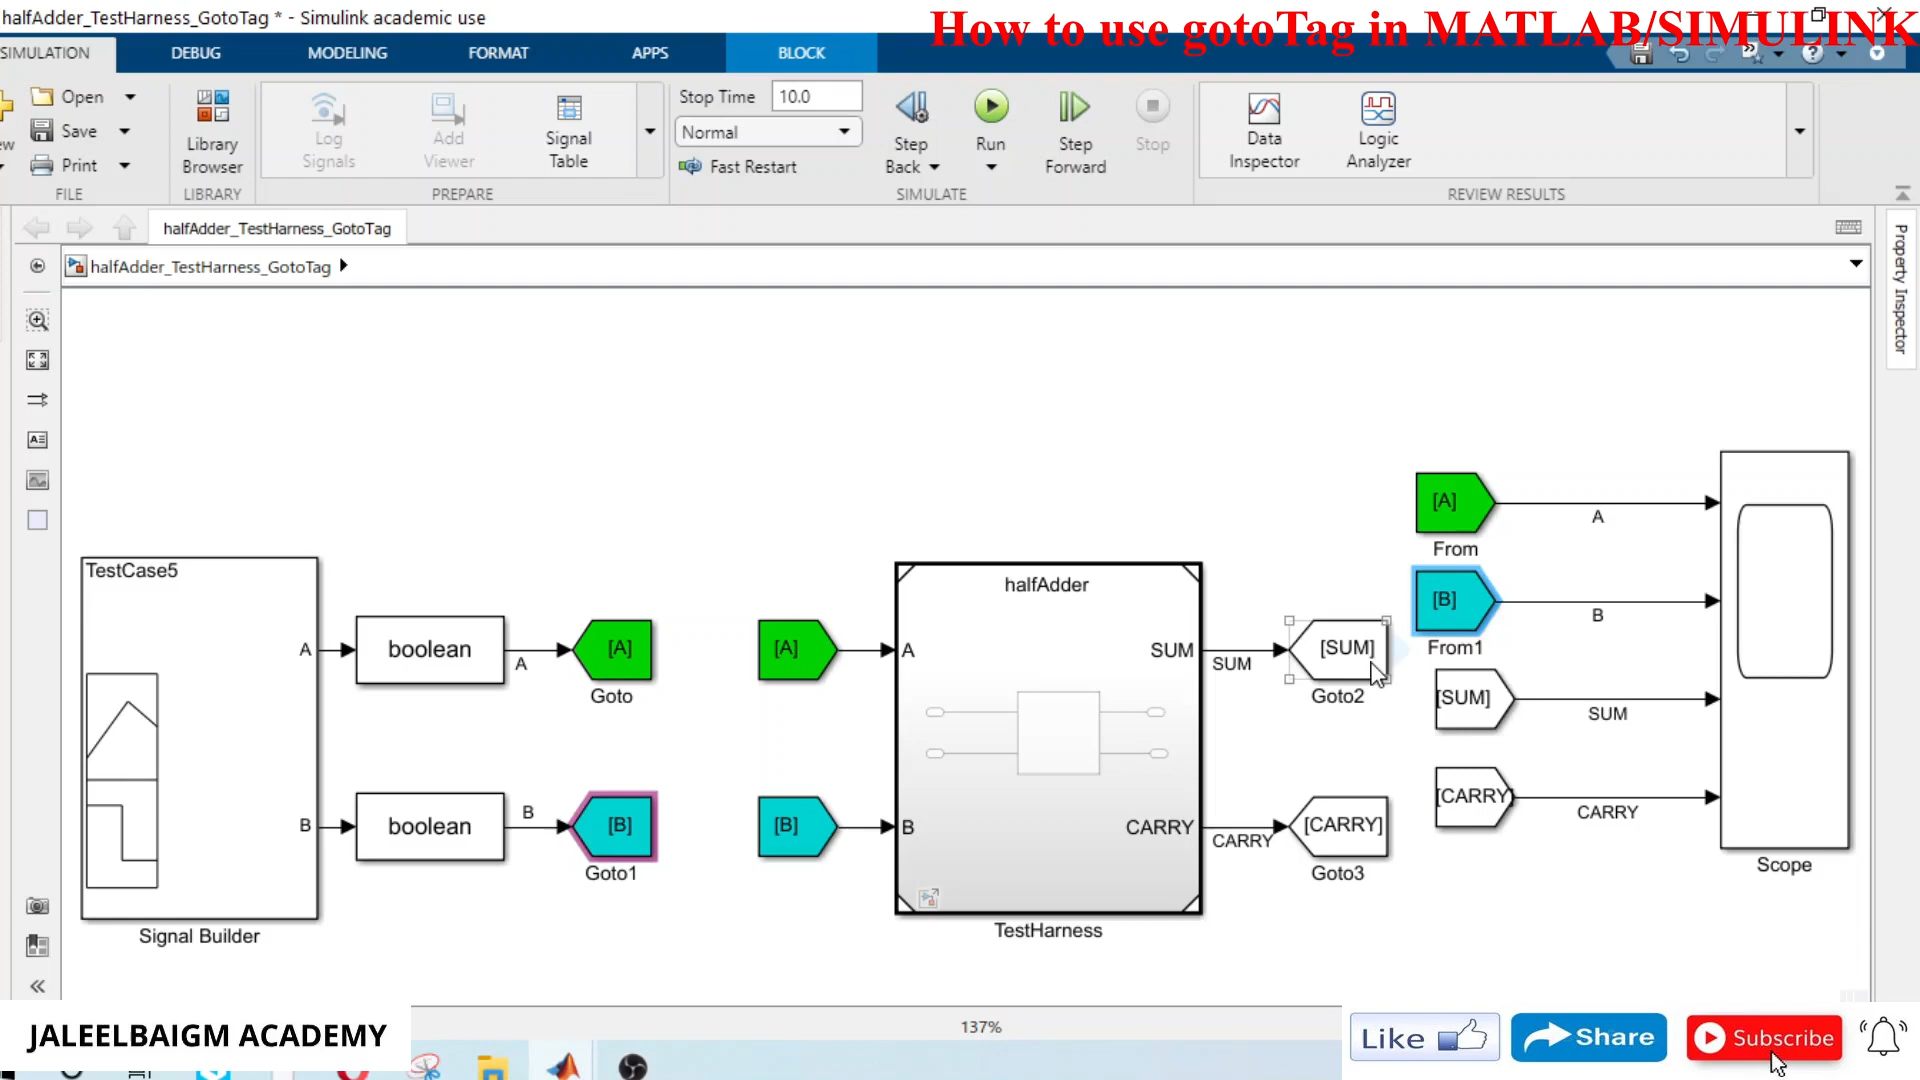 halfAdder_TestHarness_GotoTag * - Simulink academic use
How to use gotoTag in MATLAB/SIMULINK
SIMULATION DEBUG MODELING FORMAT APPS BLOCK
Open
Save
Print
FILE
Library Browser
LIBRARY
Log Signals
Add Viewer
Signal Table
PREPARE
Stop Time 10.0
Normal
Fast Restart
Step Back
Run
Step Forward
Stop
SIMULATE
Data Inspector
Logic Analyzer
REVIEW RESULTS
halfAdder_TestHarness_GotoTag
halfAdder_TestHarness_GotoTag
Property Inspector
TestCase5
A
B
Signal Builder
boolean
A
[A]
Goto
boolean
B
[B]
Goto1
[A]
[B]
halfAdder
A
B
SUM
CARRY
TestHarness
SUM
[SUM]
Goto2
CARRY
[CARRY]
Goto3
[A]
From
A
[B]
From1
B
[SUM]
SUM
[CARRY]
CARRY
Scope
137%
JALEELBAIGM ACADEMY
Like
Share
Subscribe